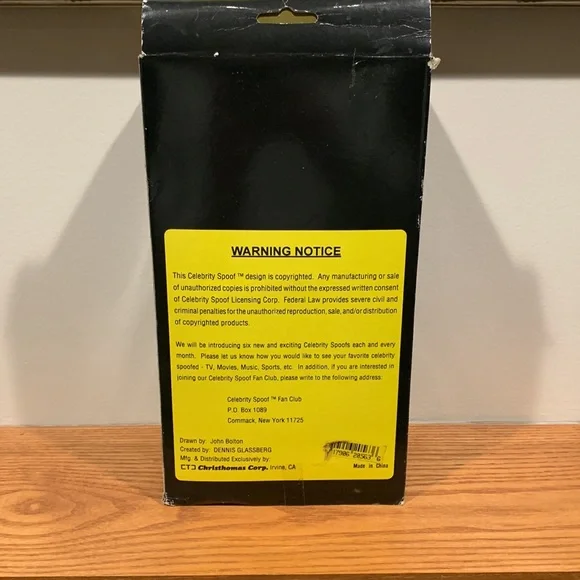 WARNING NOTICE
This Celebrity Spoof ™ design is copyrighted. Any manufacturing or sale
of unauthorized copies is prohibited without the expressed written consent
of Celebrity Spoof Licensing Corp. Federal Law provides severe civil and
criminal penalties for the unauthorized reproduction, sale, and/or distribution
of copyrighted products.
We will be introducing six new and exciting Celebrity Spoofs each and every
month. Please let us know how you would like to see your favorite celebrity
spoofed - TV, Movies, Music, Sports, etc. In addition, if you are interested in
joining our Celebrity Spoof Fan Club, please write to the following address:
Celebrity Spoof ™ Fan Club
P.O. Box 1089
Commack, New York 11725
Drawn by: John Bolton
Created by: DENNIS GLASSBERG
Mfg. & Distributed Exclusively by:
CTC Christhomas Corp. Irvine, CA
Made in China